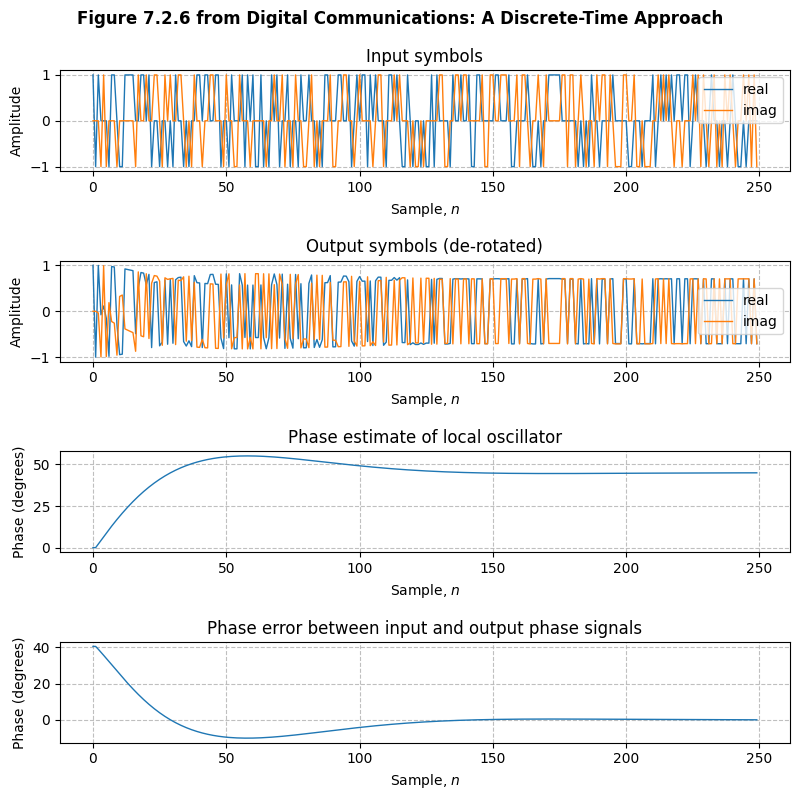 Figure 7.2.6 from Digital Communications: A Discrete-Time Approach
Input symbols
Amplitude
1
0
−1
real
imag
0 50 100 150 200 250
Sample, n
Output symbols (de-rotated)
Amplitude
1
0
−1
real
imag
0 50 100 150 200 250
Sample, n
Phase estimate of local oscillator
Phase (degrees)
50
25
0
0 50 100 150 200 250
Sample, n
Phase error between input and output phase signals
Phase (degrees)
40
20
0
0 50 100 150 200 250
Sample, n